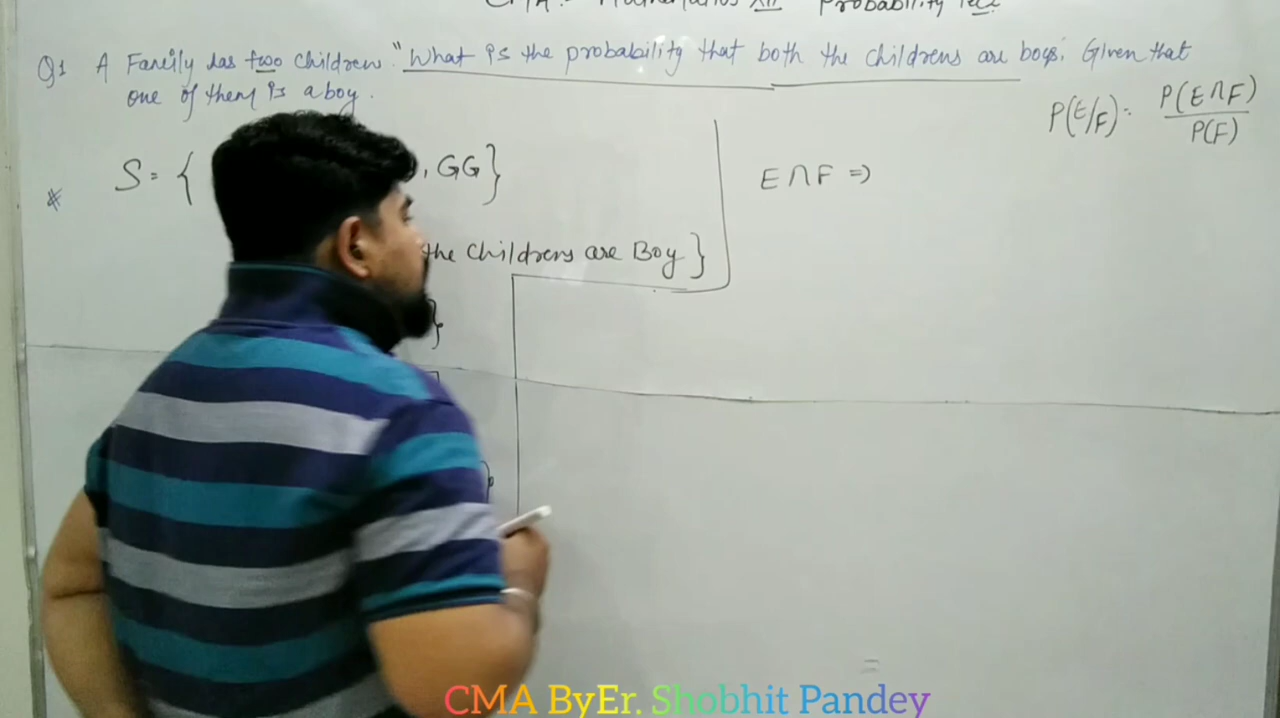 CMA:- Mathematics XII Probability
Q1 A Family has two children. "What is the probability that both the childrens are boys. Given that
one of them is a boy.
P(E/F) = P(E∩F)
P(F)
S = { , GG}
E∩F =>
the childrens are Boy }
}
=
CMA ByEr. Shobhit Pandey